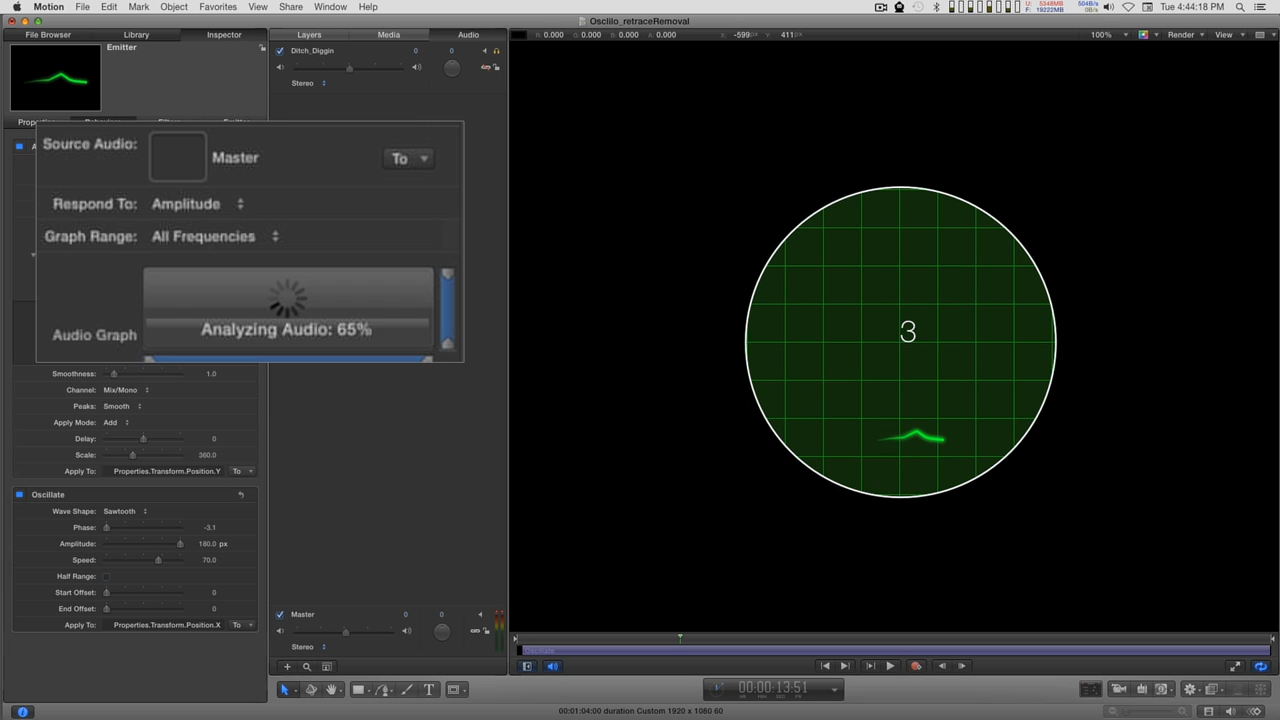 Motion File Edit Mark Object Favorites View Share Window Help 5348MB 504B/s Tue 4:44:18 PM
F: 19222MB 0B/s
Oscillo_retraceRemoval
File Browser Library Inspector Layers Media Audio R: 0.000 G: 0.000 B: 0.000 A: 0.000 X: -599 Y: 411 100% Render View
Emitter
Ditch_Diggin 0 0
Stereo
Source Audio: Master To
Respond To: Amplitude
Graph Range: All Frequencies
Analyzing Audio: 65%
Audio Graph
3
Smoothness: 1.0
Channel: Mix/Mono
Peaks: Smooth
Apply Mode: Add
Delay: 0
Scale: 360.0
Apply To: Properties.Transform.Position.Y To
Oscillate
Wave Shape: Sawtooth
Phase: -3.1
Amplitude: 180.0 px
Speed: 70.0
Half Range:
Start Offset: 0
End Offset: 0
Apply To: Properties.Transform.Position.X To
Master 0 0
Stereo
Oscillate
00:00:13:51
00:01:04:00 duration Custom 1920 x 1080 60